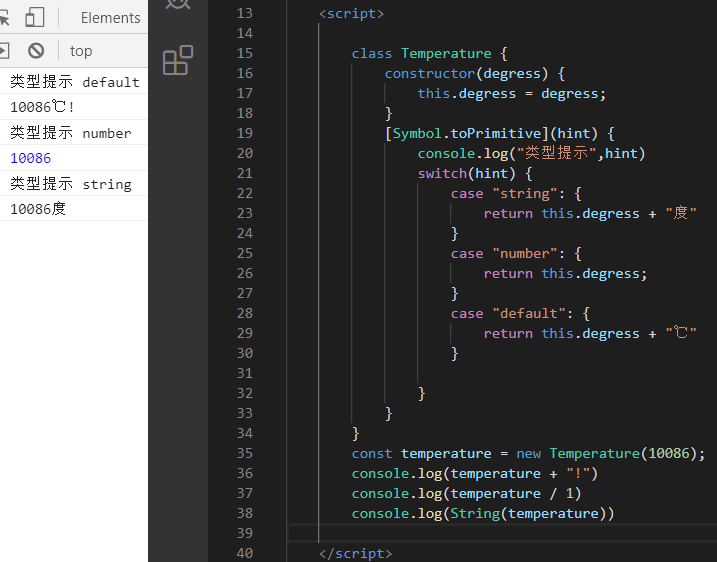 Elements
top
类型提示 default
10086℃!
类型提示 number
10086
类型提示 string
10086度
13 <script>
14
15 class Temperature {
16 constructor(degress) {
17 this.degress = degress;
18 }
19 [Symbol.toPrimitive](hint) {
20 console.log("类型提示",hint)
21 switch(hint) {
22 case "string": {
23 return this.degress + "度"
24 }
25 case "number": {
26 return this.degress;
27 }
28 case "default": {
29 return this.degress + "℃"
30 }
31
32 }
33 }
34 }
35 const temperature = new Temperature(10086);
36 console.log(temperature + "!")
37 console.log(temperature / 1)
38 console.log(String(temperature))
39
40 </script>